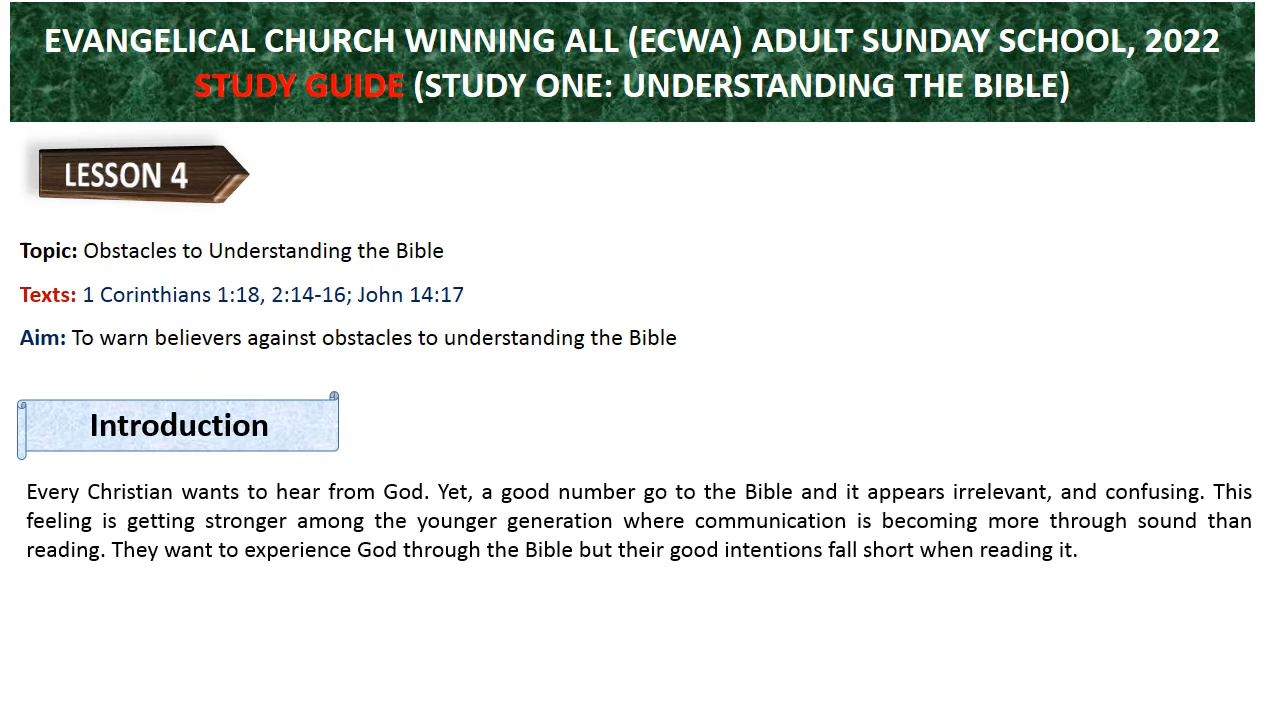 EVANGELICAL CHURCH WINNING ALL (ECWA) ADULT SUNDAY SCHOOL, 2022
STUDY GUIDE (STUDY ONE: UNDERSTANDING THE BIBLE)
LESSON 4
Topic: Obstacles to Understanding the Bible
Texts: 1 Corinthians 1:18, 2:14-16; John 14:17
Aim: To warn believers against obstacles to understanding the Bible
Introduction
Every Christian wants to hear from God. Yet, a good number go to the Bible and it appears irrelevant, and confusing. This
feeling is getting stronger among the younger generation where communication is becoming more through sound than
reading. They want to experience God through the Bible but their good intentions fall short when reading it.